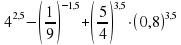 4^{2,5} − (1/9)^{−1,5} + (5/4)^{3,5} · (0,8)^{3,5}